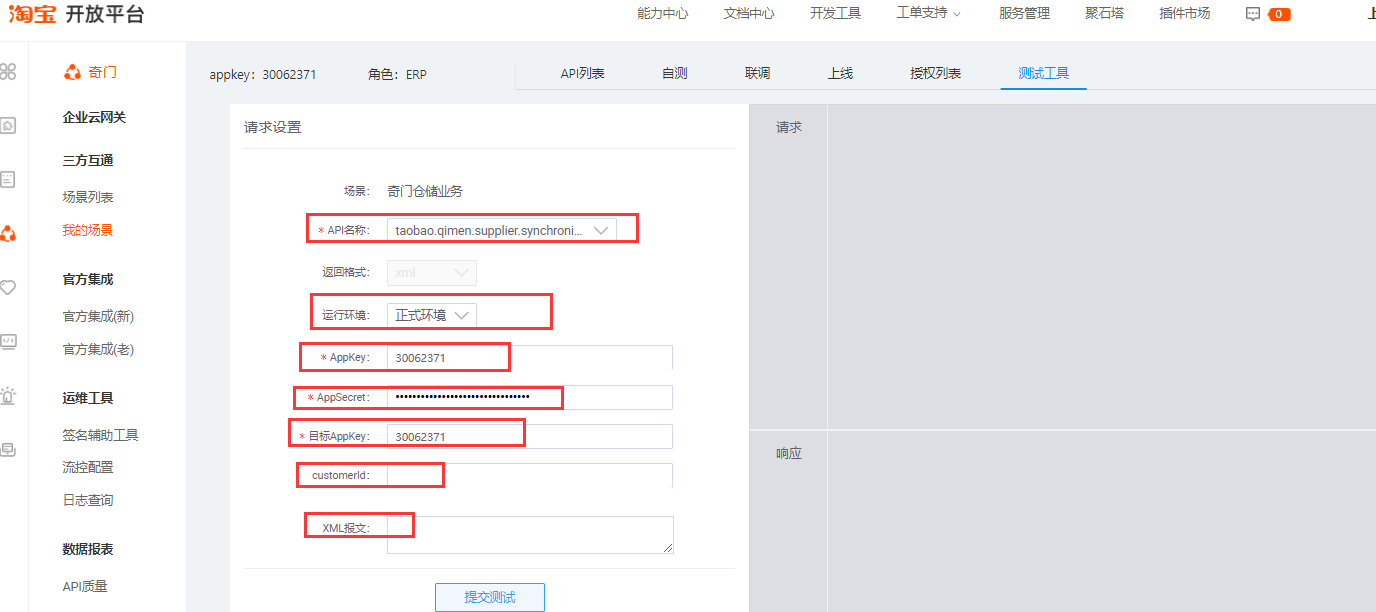 淘宝 开放平台 能力中心 文档中心 开发工具 工单支持 服务管理 聚石塔 插件市场 0 上
奇门
企业云网关
三方互通
场景列表
我的场景
官方集成
官方集成(新)
官方集成(老)
运维工具
签名辅助工具
流控配置
日志查询
数据报表
API质量
appkey：30062371 角色：ERP API列表 自测 联调 上线 授权列表 测试工具
请求设置
场景： 奇门仓储业务
* API名称： taobao.qimen.supplier.synchroni...
返回格式： xml
运行环境： 正式环境
* AppKey： 30062371
* AppSecret： ••••••••••••••••••••••••••••••••
* 目标AppKey： 30062371
customerId：
XML报文：
提交测试
请求
响应